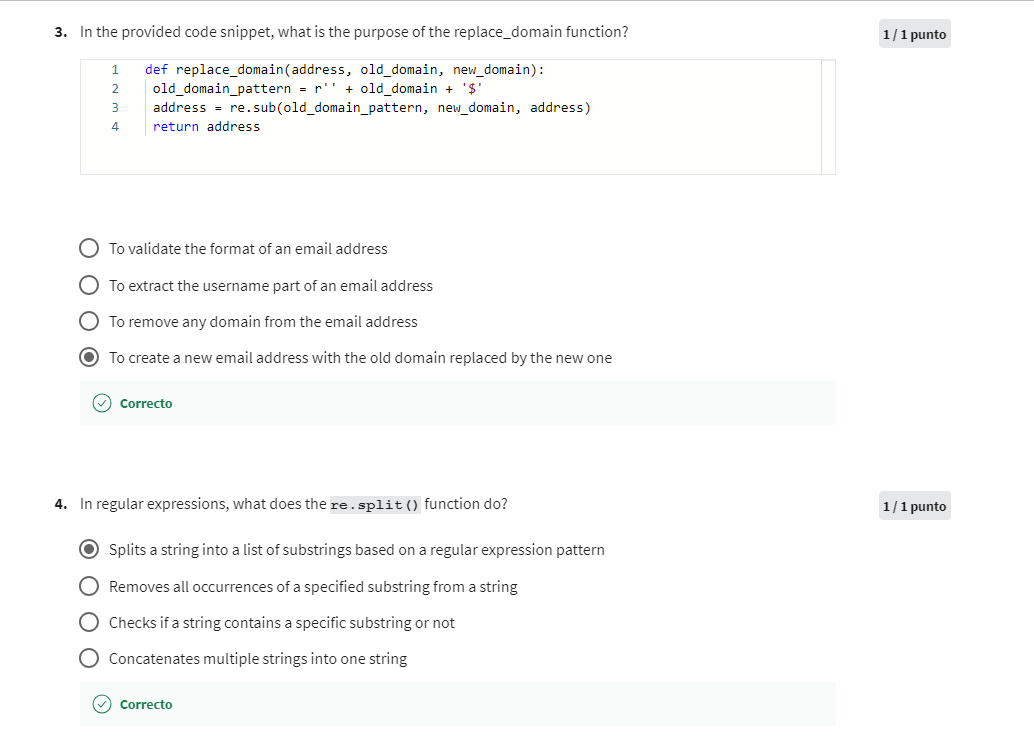 3. In the provided code snippet, what is the purpose of the replace_domain function?
1 / 1 punto
1 def replace_domain(address, old_domain, new_domain):
2 old_domain_pattern = r'' + old_domain + '$'
3 address = re.sub(old_domain_pattern, new_domain, address)
4 return address
To validate the format of an email address
To extract the username part of an email address
To remove any domain from the email address
To create a new email address with the old domain replaced by the new one
Correcto
4. In regular expressions, what does the re.split() function do?
1 / 1 punto
Splits a string into a list of substrings based on a regular expression pattern
Removes all occurrences of a specified substring from a string
Checks if a string contains a specific substring or not
Concatenates multiple strings into one string
Correcto